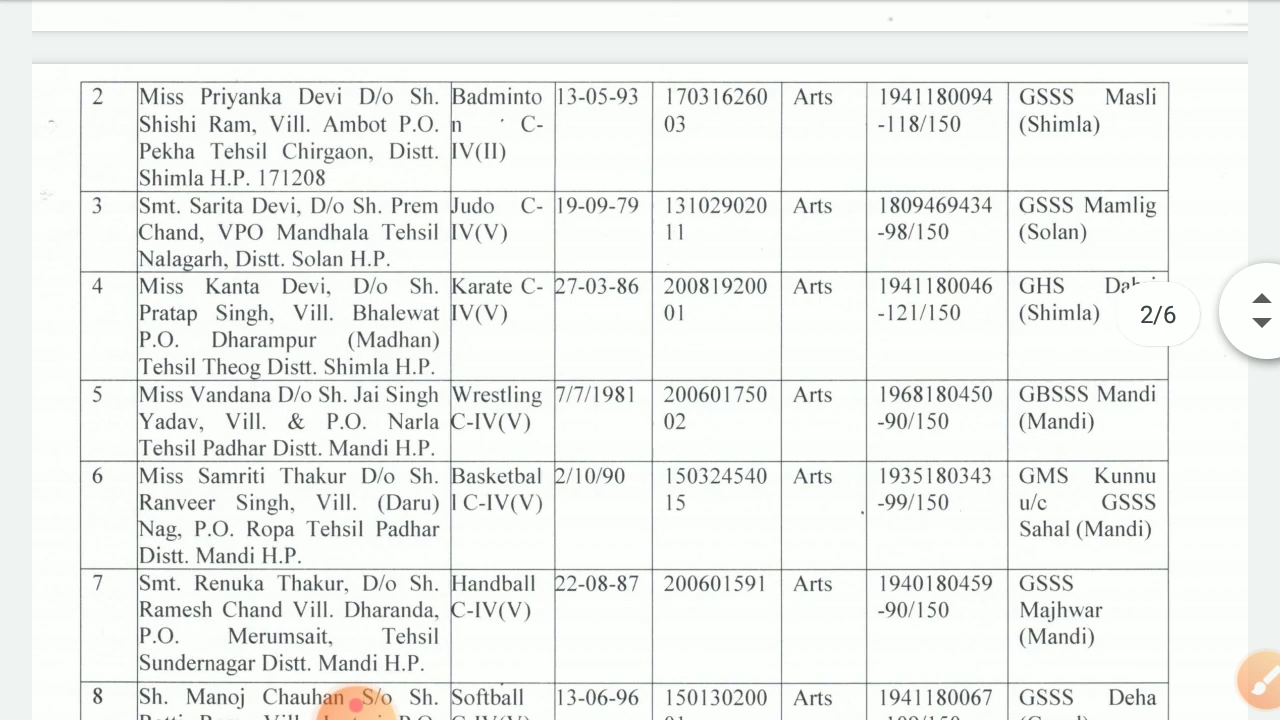 2 Miss Priyanka Devi D/o Sh. Badminto 13-05-93 170316260 Arts 1941180094 GSSS Masli
Shishi Ram, Vill. Ambot P.O. n C- 03 -118/150 (Shimla)
Pekha Tehsil Chirgaon, Distt. IV(II)
Shimla H.P. 171208
3 Smt. Sarita Devi, D/o Sh. Prem Judo C- 19-09-79 131029020 Arts 1809469434 GSSS Mamlig
Chand, VPO Mandhala Tehsil IV(V) 11 -98/150 (Solan)
Nalagarh, Distt. Solan H.P.
4 Miss Kanta Devi, D/o Sh. Karate C- 27-03-86 200819200 Arts 1941180046 GHS
Pratap Singh, Vill. Bhalewat IV(V) 01 -121/150 (Shimla) 2/6
P.O. Dharampur (Madhan)
Tehsil Theog Distt. Shimla H.P.
5 Miss Vandana D/o Sh. Jai Singh Wrestling 7/7/1981 200601750 Arts 1968180450 GBSSS Mandi
Yadav, Vill. & P.O. Narla C-IV(V) 02 -90/150 (Mandi)
Tehsil Padhar Distt. Mandi H.P.
6 Miss Samriti Thakur D/o Sh. Basketbal 2/10/90 150324540 Arts 1935180343 GMS Kunnu
Ranveer Singh, Vill. (Daru) l C-IV(V) 15 -99/150 u/c GSSS
Nag, P.O. Ropa Tehsil Padhar Sahal (Mandi)
Distt. Mandi H.P.
7 Smt. Renuka Thakur, D/o Sh. Handball 22-08-87 200601591 Arts 1940180459 GSSS
Ramesh Chand Vill. Dharanda, C-IV(V) -90/150 Majhwar
P.O. Merumsait, Tehsil (Mandi)
Sundernagar Distt. Mandi H.P.
8 Sh. Manoj Chauhan S/o Sh. Softball 13-06-96 150130200 Arts 1941180067 GSSS Deha